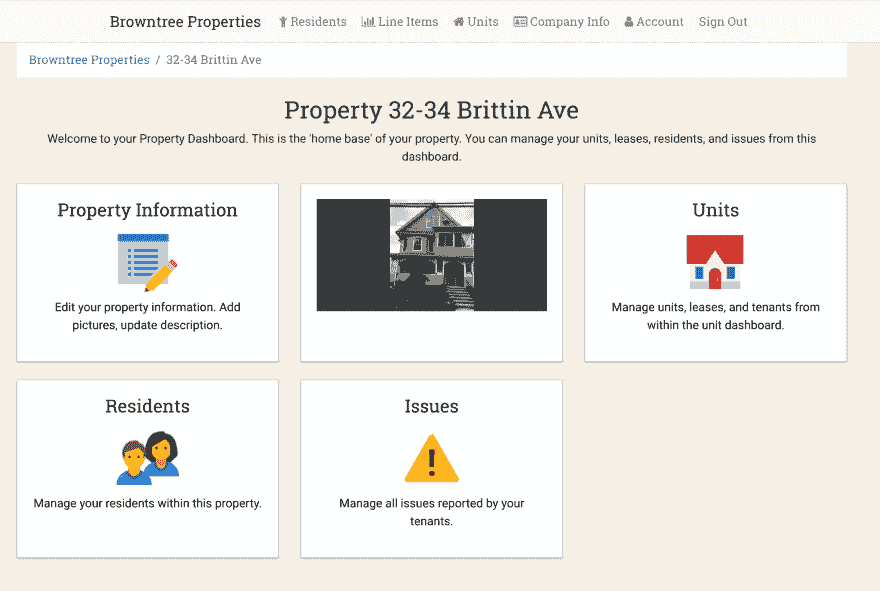 Browntree Properties Residents Line Items Units Company Info Account Sign Out
Browntree Properties / 32-34 Brittin Ave
Property 32-34 Brittin Ave
Welcome to your Property Dashboard. This is the 'home base' of your property. You can manage your units, leases, residents, and issues from this
dashboard.
Property Information
Edit your property information. Add
pictures, update description.
Units
Manage units, leases, and tenants from
within the unit dashboard.
Residents
Manage your residents within this property.
Issues
Manage all issues reported by your
tenants.